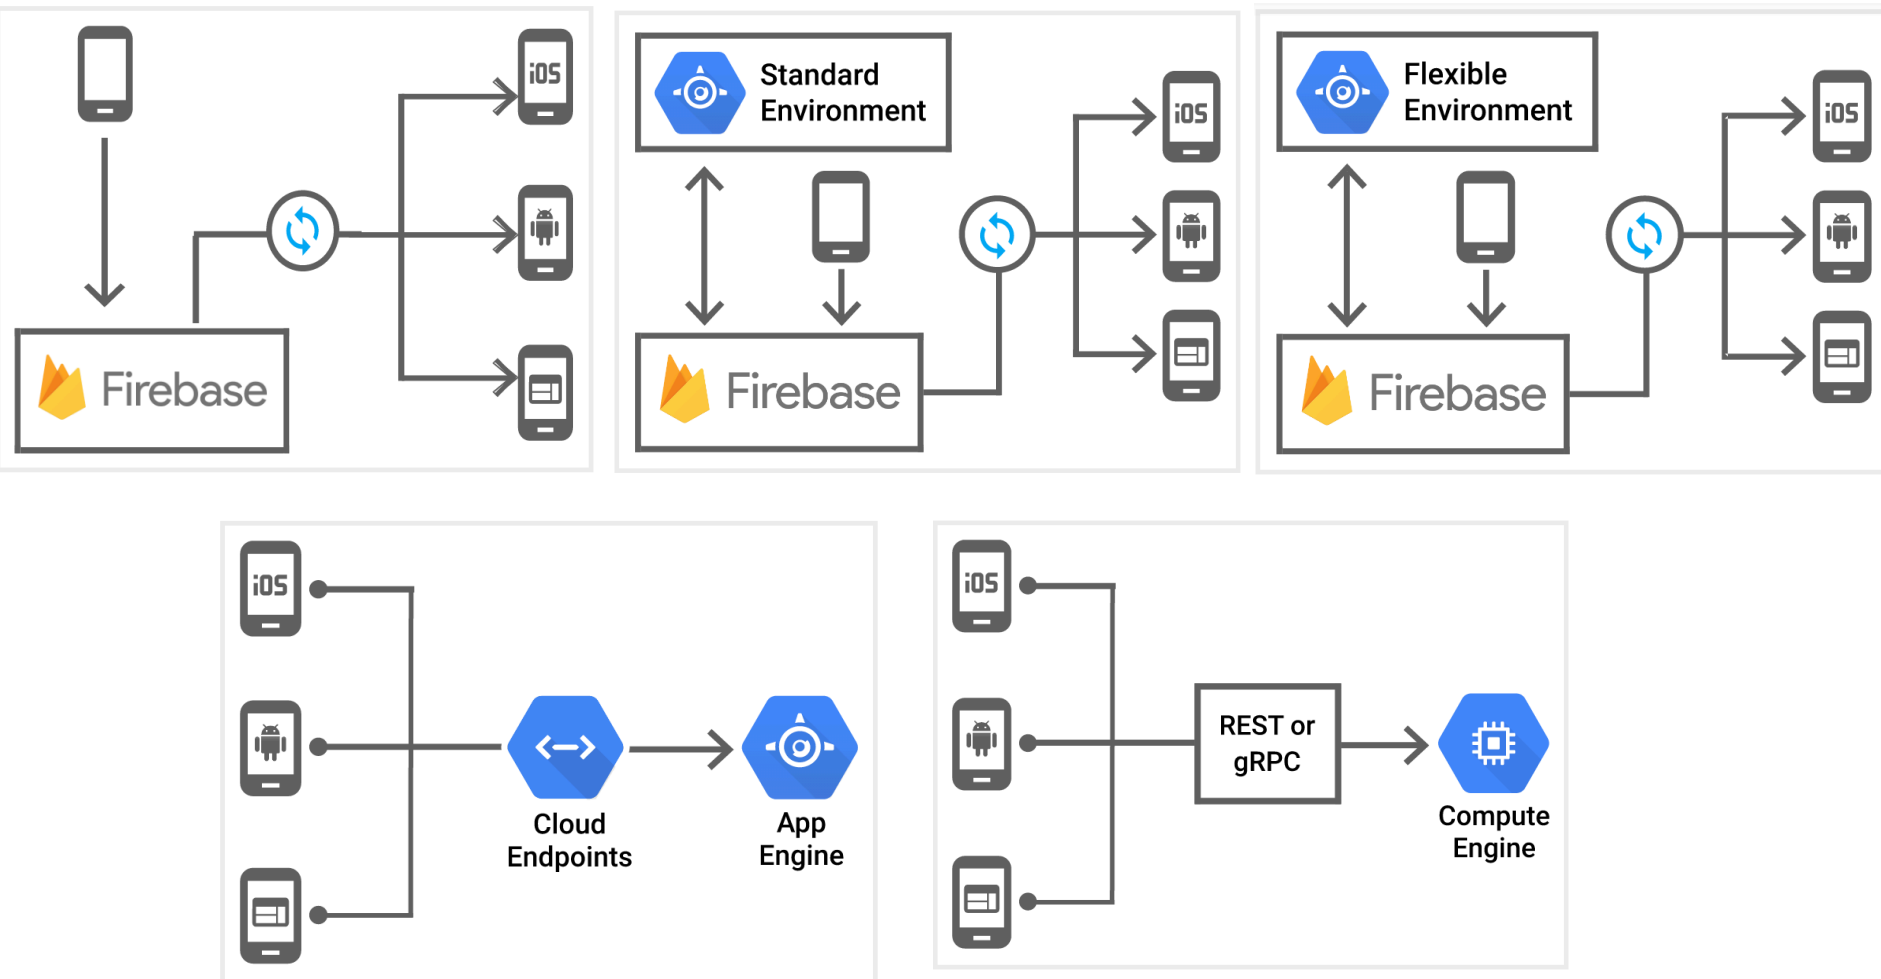 iOS
Firebase
Standard
Environment
iOS
Firebase
Flexible
Environment
iOS
Firebase
iOS
Cloud
Endpoints
App
Engine
iOS
REST or
gRPC
Compute
Engine